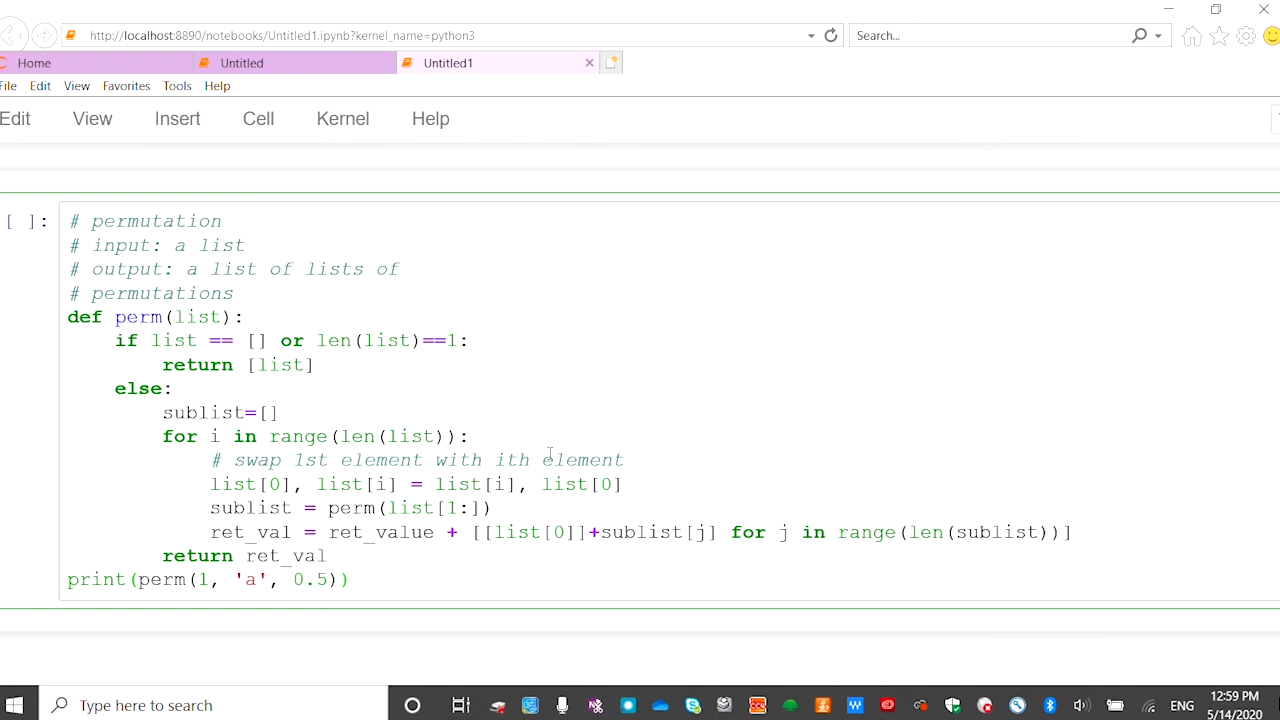 http://localhost:8890/notebooks/Untitled1.ipynb?kernel_name=python3
Search...
Home
Untitled
Untitled1
File Edit View Favorites Tools Help
Edit View Insert Cell Kernel Help
[ ]:
# permutation
# input: a list
# output: a list of lists of
# permutations
def perm(list):
if list == [] or len(list)==1:
return [list]
else:
sublist=[]
for i in range(len(list)):
# swap 1st element with ith element
list[0], list[i] = list[i], list[0]
sublist = perm(list[1:])
ret_val = ret_value + [[list[0]]+sublist[j] for j in range(len(sublist))]
return ret_val
print(perm(1, 'a', 0.5))
Type here to search
ENG
12:59 PM
5/14/2020